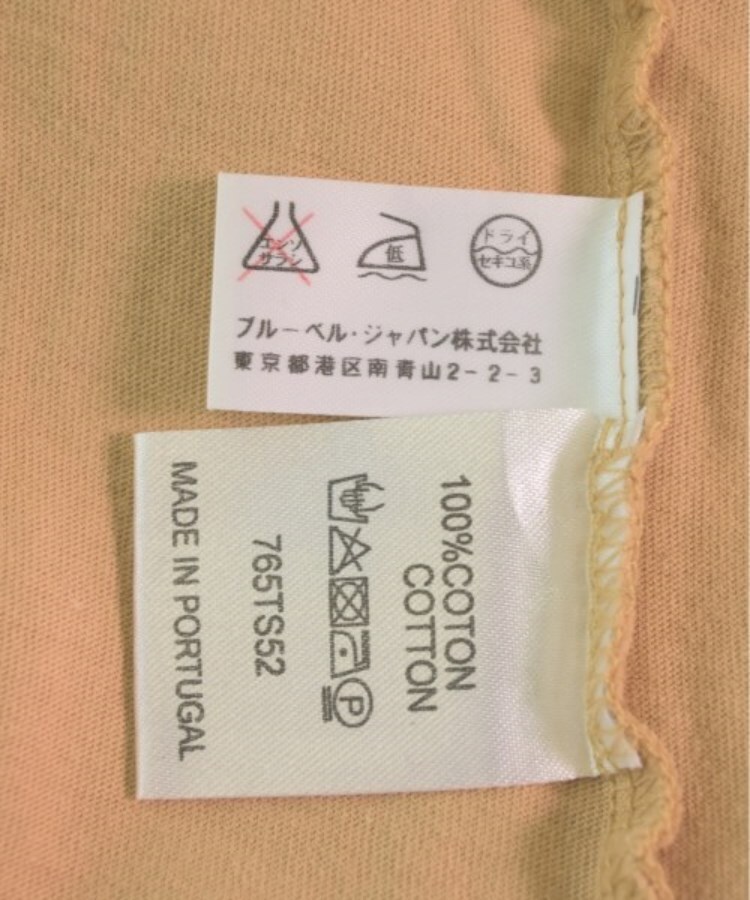 エンソ
サラシ
低
ドライ
セキユ系
ブルーベル・ジャパン株式会社
東京都港区南青山2-2-3
100%COTON
COTTON
P
765TS52
MADE IN PORTUGAL